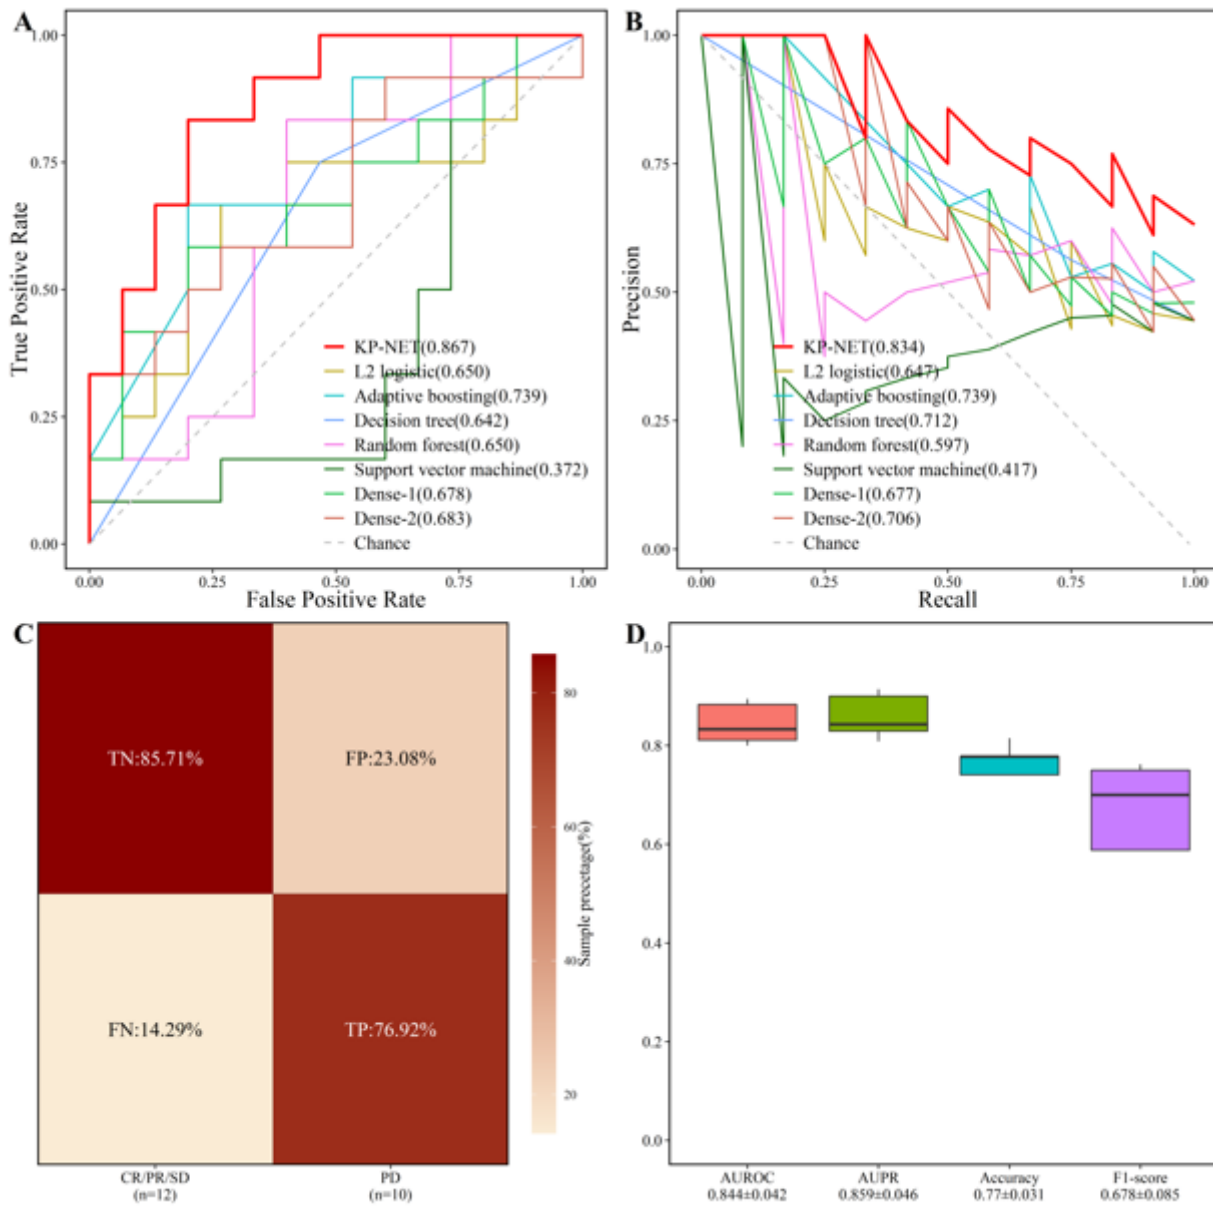 A
True Positive Rate
1.00
0.75
0.50
0.25
0.00
KP-NET(0.867)
L2 logistic(0.650)
Adaptive boosting(0.739)
Decision tree(0.642)
Random forest(0.650)
Support vector machine(0.372)
Dense-1(0.678)
Dense-2(0.683)
Chance
0.00
0.25
0.50
0.75
1.00
False Positive Rate
B
Precision
1.00
0.75
0.50
0.25
0.00
KP-NET(0.834)
L2 logistic(0.647)
Adaptive boosting(0.739)
Decision tree(0.712)
Random forest(0.597)
Support vector machine(0.417)
Dense-1(0.677)
Dense-2(0.706)
Chance
0.00
0.25
0.50
0.75
1.00
Recall
C
TN:85.71%
FP:23.08%
FN:14.29%
TP:76.92%
CR/PR/SD
(n=12)
PD
(n=10)
80
60
40
20
Sample precetage(%)
D
1.0
0.8
0.6
0.4
0.2
0.0
AUROC
0.844±0.042
AUPR
0.859±0.046
Accuracy
0.77±0.031
F1-score
0.678±0.085